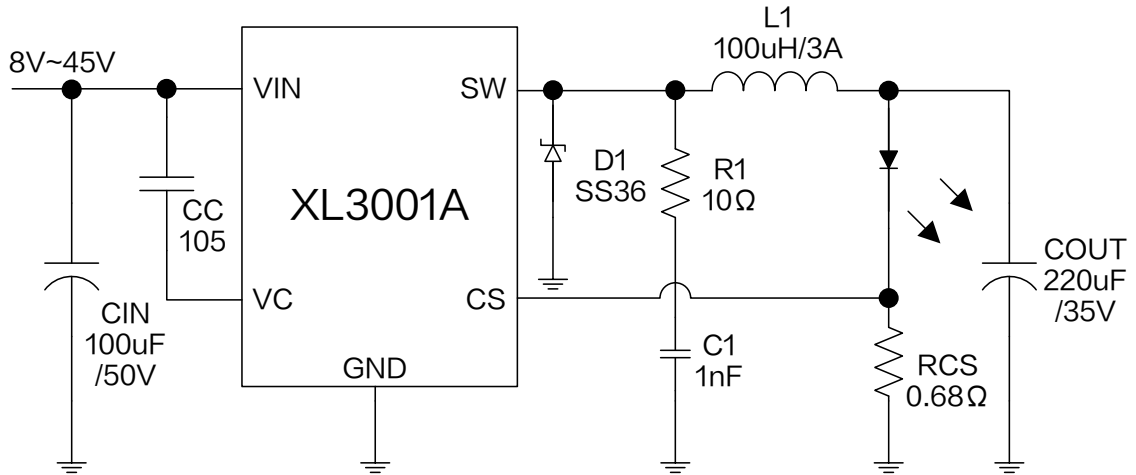 L1
100uH/3A
8V~45V
VIN
SW
D1
SS36
R1
10Ω
XL3001A
CC
105
COUT
220uF
/35V
VC
CS
CIN
100uF
/50V
C1
1nF
GND
RCS
0.68Ω